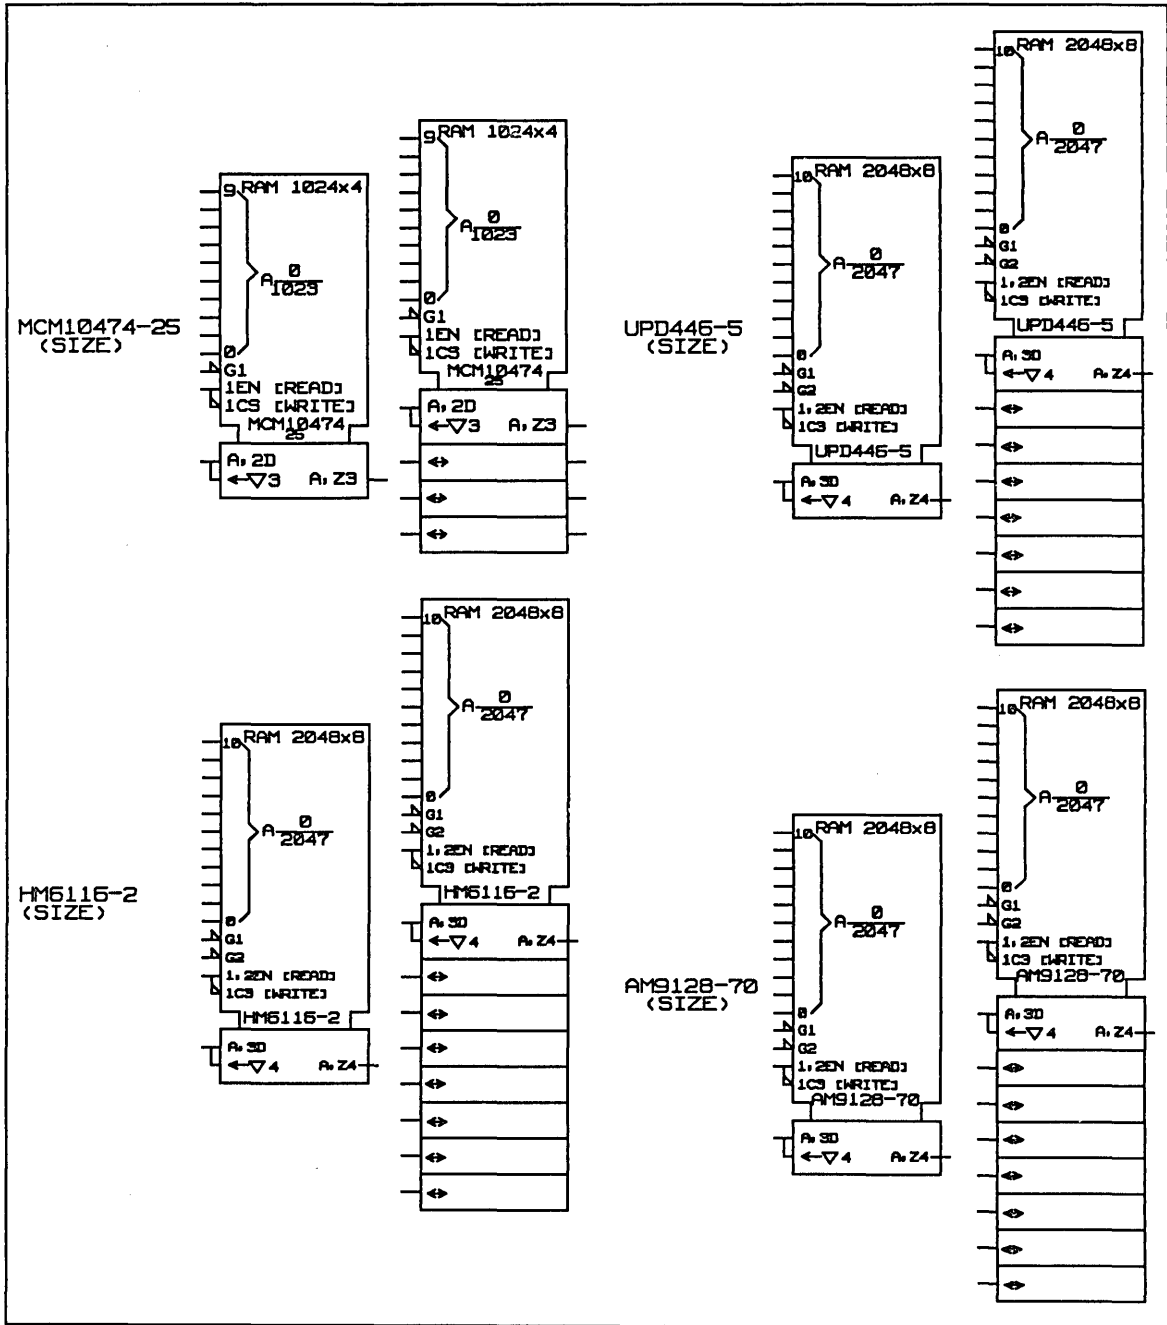 MCM10474-25
(SIZE)
9 RAM 1024x4
A 0
1023
0
G1
1EN [READ]
1CS [WRITE]
MCM10474
25
A,2D
3 A,Z3
9 RAM 1024x4
A 0
1023
0
G1
1EN [READ]
1CS [WRITE]
MCM10474
25
A,2D
3 A,Z3
UPD446-5
(SIZE)
10 RAM 2048x8
A 0
2047
0
G1
G2
1,2EN [READ]
1CS [WRITE]
UPD446-5
A,3D
4 A,Z4
10 RAM 2048x8
A 0
2047
0
G1
G2
1,2EN [READ]
1CS [WRITE]
UPD446-5
A,3D
4 A,Z4
HM6116-2
(SIZE)
10 RAM 2048x8
A 0
2047
0
G1
G2
1,2EN [READ]
1CS [WRITE]
HM6116-2
A,3D
4 A,Z4
10 RAM 2048x8
A 0
2047
0
G1
G2
1,2EN [READ]
1CS [WRITE]
HM6116-2
A,3D
4 A,Z4
AM9128-70
(SIZE)
10 RAM 2048x8
A 0
2047
0
G1
G2
1,2EN [READ]
1CS [WRITE]
AM9128-70
A,3D
4 A,Z4
10 RAM 2048x8
A 0
2047
0
G1
G2
1,2EN [READ]
1CS [WRITE]
AM9128-70
A,3D
4 A,Z4